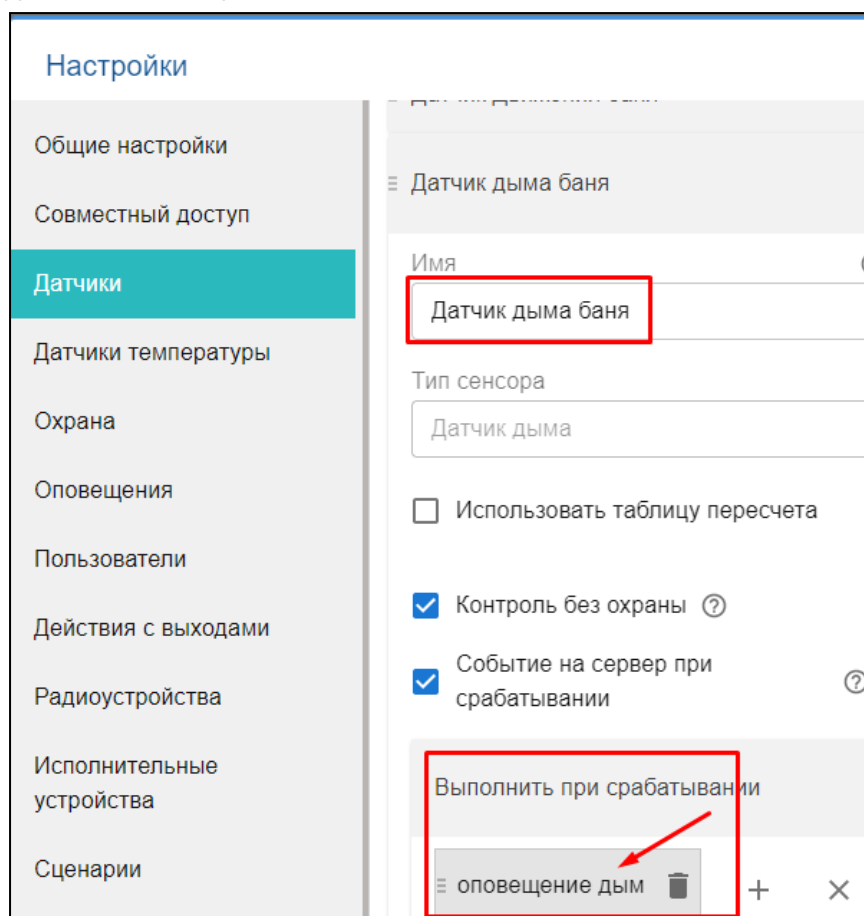 Настройки
Общие настройки
Совместный доступ
Датчики
Датчики температуры
Охрана
Оповещения
Пользователи
Действия с выходами
Радиоустройства
Исполнительные
устройства
Сценарии
Датчик дыма баня
Имя
Датчик дыма баня
Тип сенсора
Датчик дыма
Использовать таблицу пересчета
Контроль без охраны
Событие на сервер при
срабатывании
Выполнить при срабатывании
оповещение дым